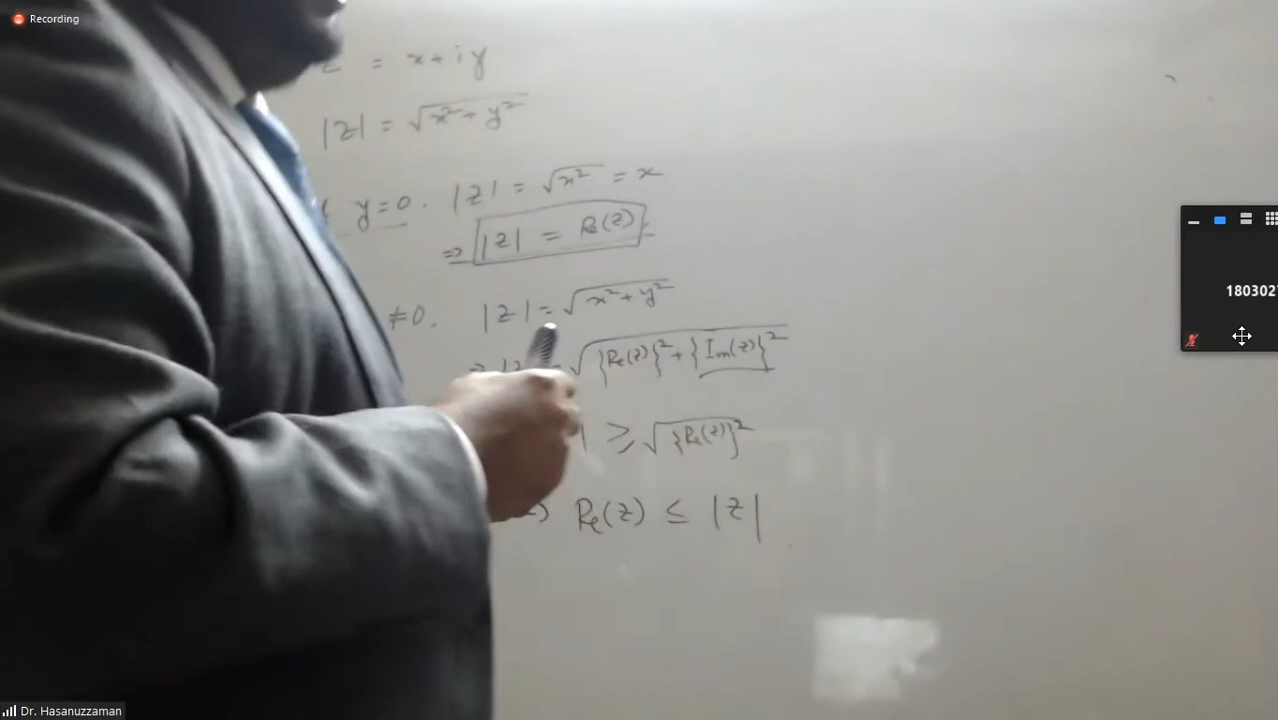 Recording
= x+iy
|z| = √x²+y²
y=0. |z| = √x² = x
⇒ |z| = Re(z)
≠0. |z| = √x²+y²
√{Re(z)}²+{Im(z)}²
| ≥ √{Re(z)}²
Re(z) ≤ |z|
180302
Dr. Hasanuzzaman